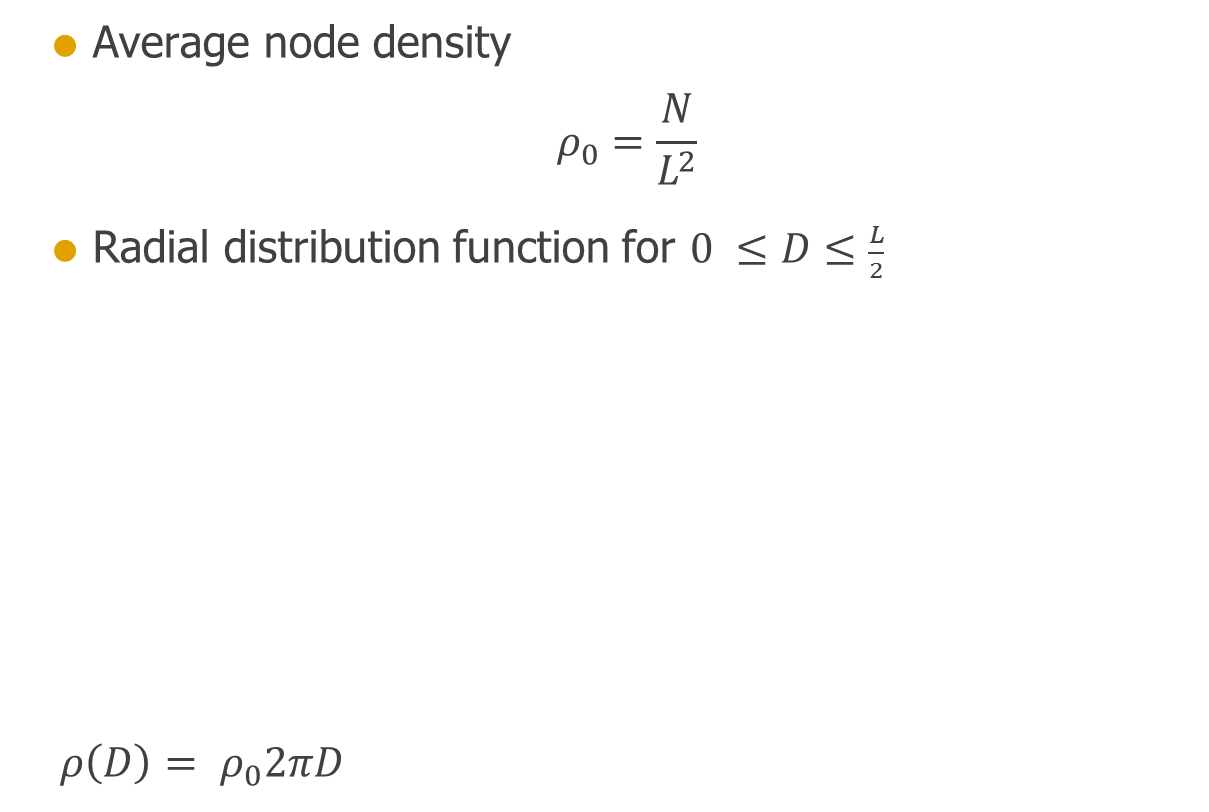 ● Average node density
𝜌₀ = N/L²
● Radial distribution function for 0 ≤ D ≤ L/2
𝜌(D) = 𝜌₀2πD